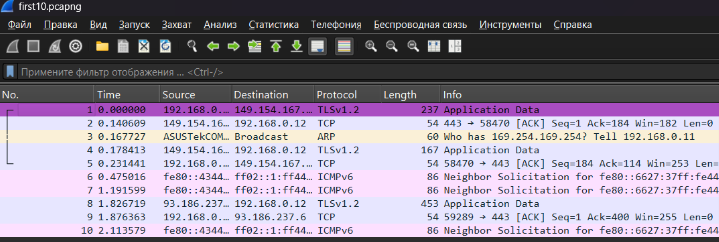 first10.pcapng
Файл Правка Вид Запуск Захват Анализ Статистика Телефония Беспроводная связь Инструменты Справка
Примените фильтр отображения ... <Ctrl-/>
No. Time Source Destination Protocol Length Info
1 0.000000 192.168.0... 149.154.167... TLSv1.2 237 Application Data
2 0.140609 149.154.16... 192.168.0.12 TCP 54 443 → 58470 [ACK] Seq=1 Ack=184 Win=182 Len=0
3 0.167727 ASUSTekCOM... Broadcast ARP 60 Who has 169.254.169.254? Tell 192.168.0.11
4 0.178413 149.154.16... 192.168.0.12 TLSv1.2 167 Application Data
5 0.231441 192.168.0... 149.154.167... TCP 54 58470 → 443 [ACK] Seq=184 Ack=114 Win=253 Len=0
6 0.475016 fe80::4344... ff02::1:ff44... ICMPv6 86 Neighbor Solicitation for fe80::6627:37ff:fe44
7 1.191599 fe80::4344... ff02::1:ff44... ICMPv6 86 Neighbor Solicitation for fe80::6627:37ff:fe44
8 1.826719 93.186.237... 192.168.0.12 TLSv1.2 453 Application Data
9 1.876363 192.168.0... 93.186.237.6 TCP 54 59289 → 443 [ACK] Seq=1 Ack=400 Win=255 Len=0
10 2.113579 fe80::4344... ff02::1:ff44... ICMPv6 86 Neighbor Solicitation for fe80::6627:37ff:fe44